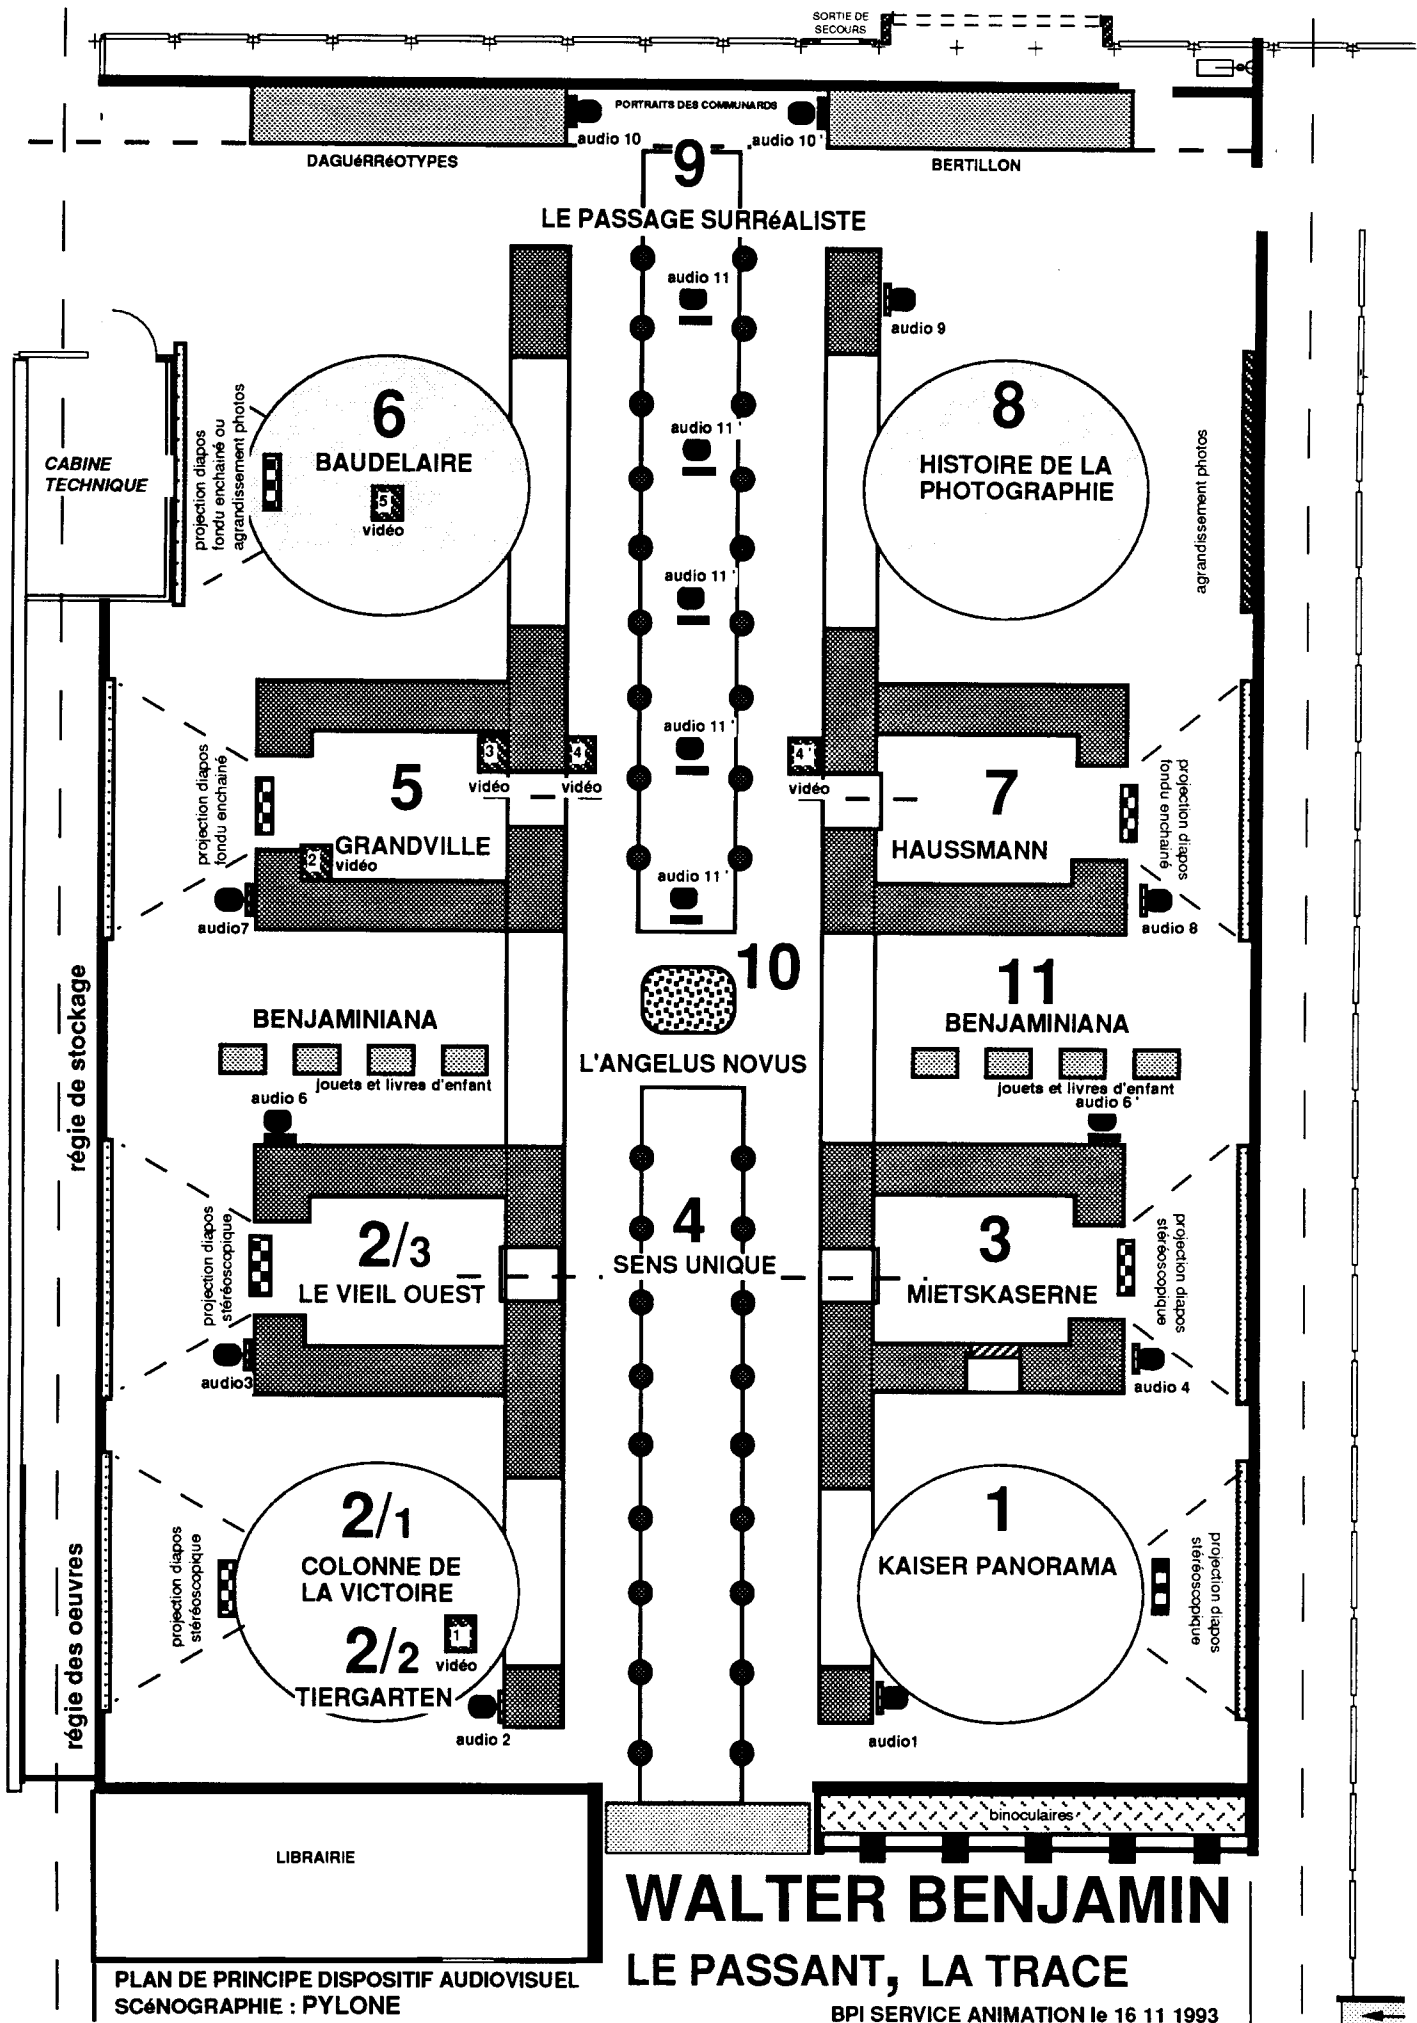 SORTIE DE
SECOURS
PORTRAITS DES COMMUNARDS
audio 10
audio 10 '
DAGUéRRéOTYPES
BERTILLON
9
LE PASSAGE SURRéALISTE
audio 11
audio 9
projection diapos
fondu enchainé ou
agrandissement photos
6
BAUDELAIRE
5
vidéo
CABINE
TECHNIQUE
audio 11 '
8
HISTOIRE DE LA
PHOTOGRAPHIE
agrandissement photos
audio 11 '
audio 11 '
3
vidéo
4
vidéo
4 '
vidéo
projection diapos
fondu enchainé
5
GRANDVILLE
2
vidéo
7
HAUSSMANN
projection diapos
fondu enchainé
audio7
audio 11 '
audio 8
régie de stockage
10
L'ANGELUS NOVUS
BENJAMINIANA
jouets et livres d'enfant
audio 6
11
BENJAMINIANA
jouets et livres d'enfant
audio 6 '
projection diapos
stéréoscopique
2/3
LE VIEIL OUEST
4
SENS UNIQUE
3
MIETSKASERNE
projection diapos
stéréoscopique
audio3
audio 4
régie des oeuvres
projection diapos
stéréoscopique
2/1
COLONNE DE
LA VICTOIRE
2/2
TIERGARTEN
1
vidéo
audio 2
1
KAISER PANORAMA
projection diapos
stéréoscopique
audio1
binoculaires
LIBRAIRIE
WALTER BENJAMIN
LE PASSANT, LA TRACE
PLAN DE PRINCIPE DISPOSITIF AUDIOVISUEL
SCéNOGRAPHIE : PYLONE
BPI SERVICE ANIMATION le 16 11 1993